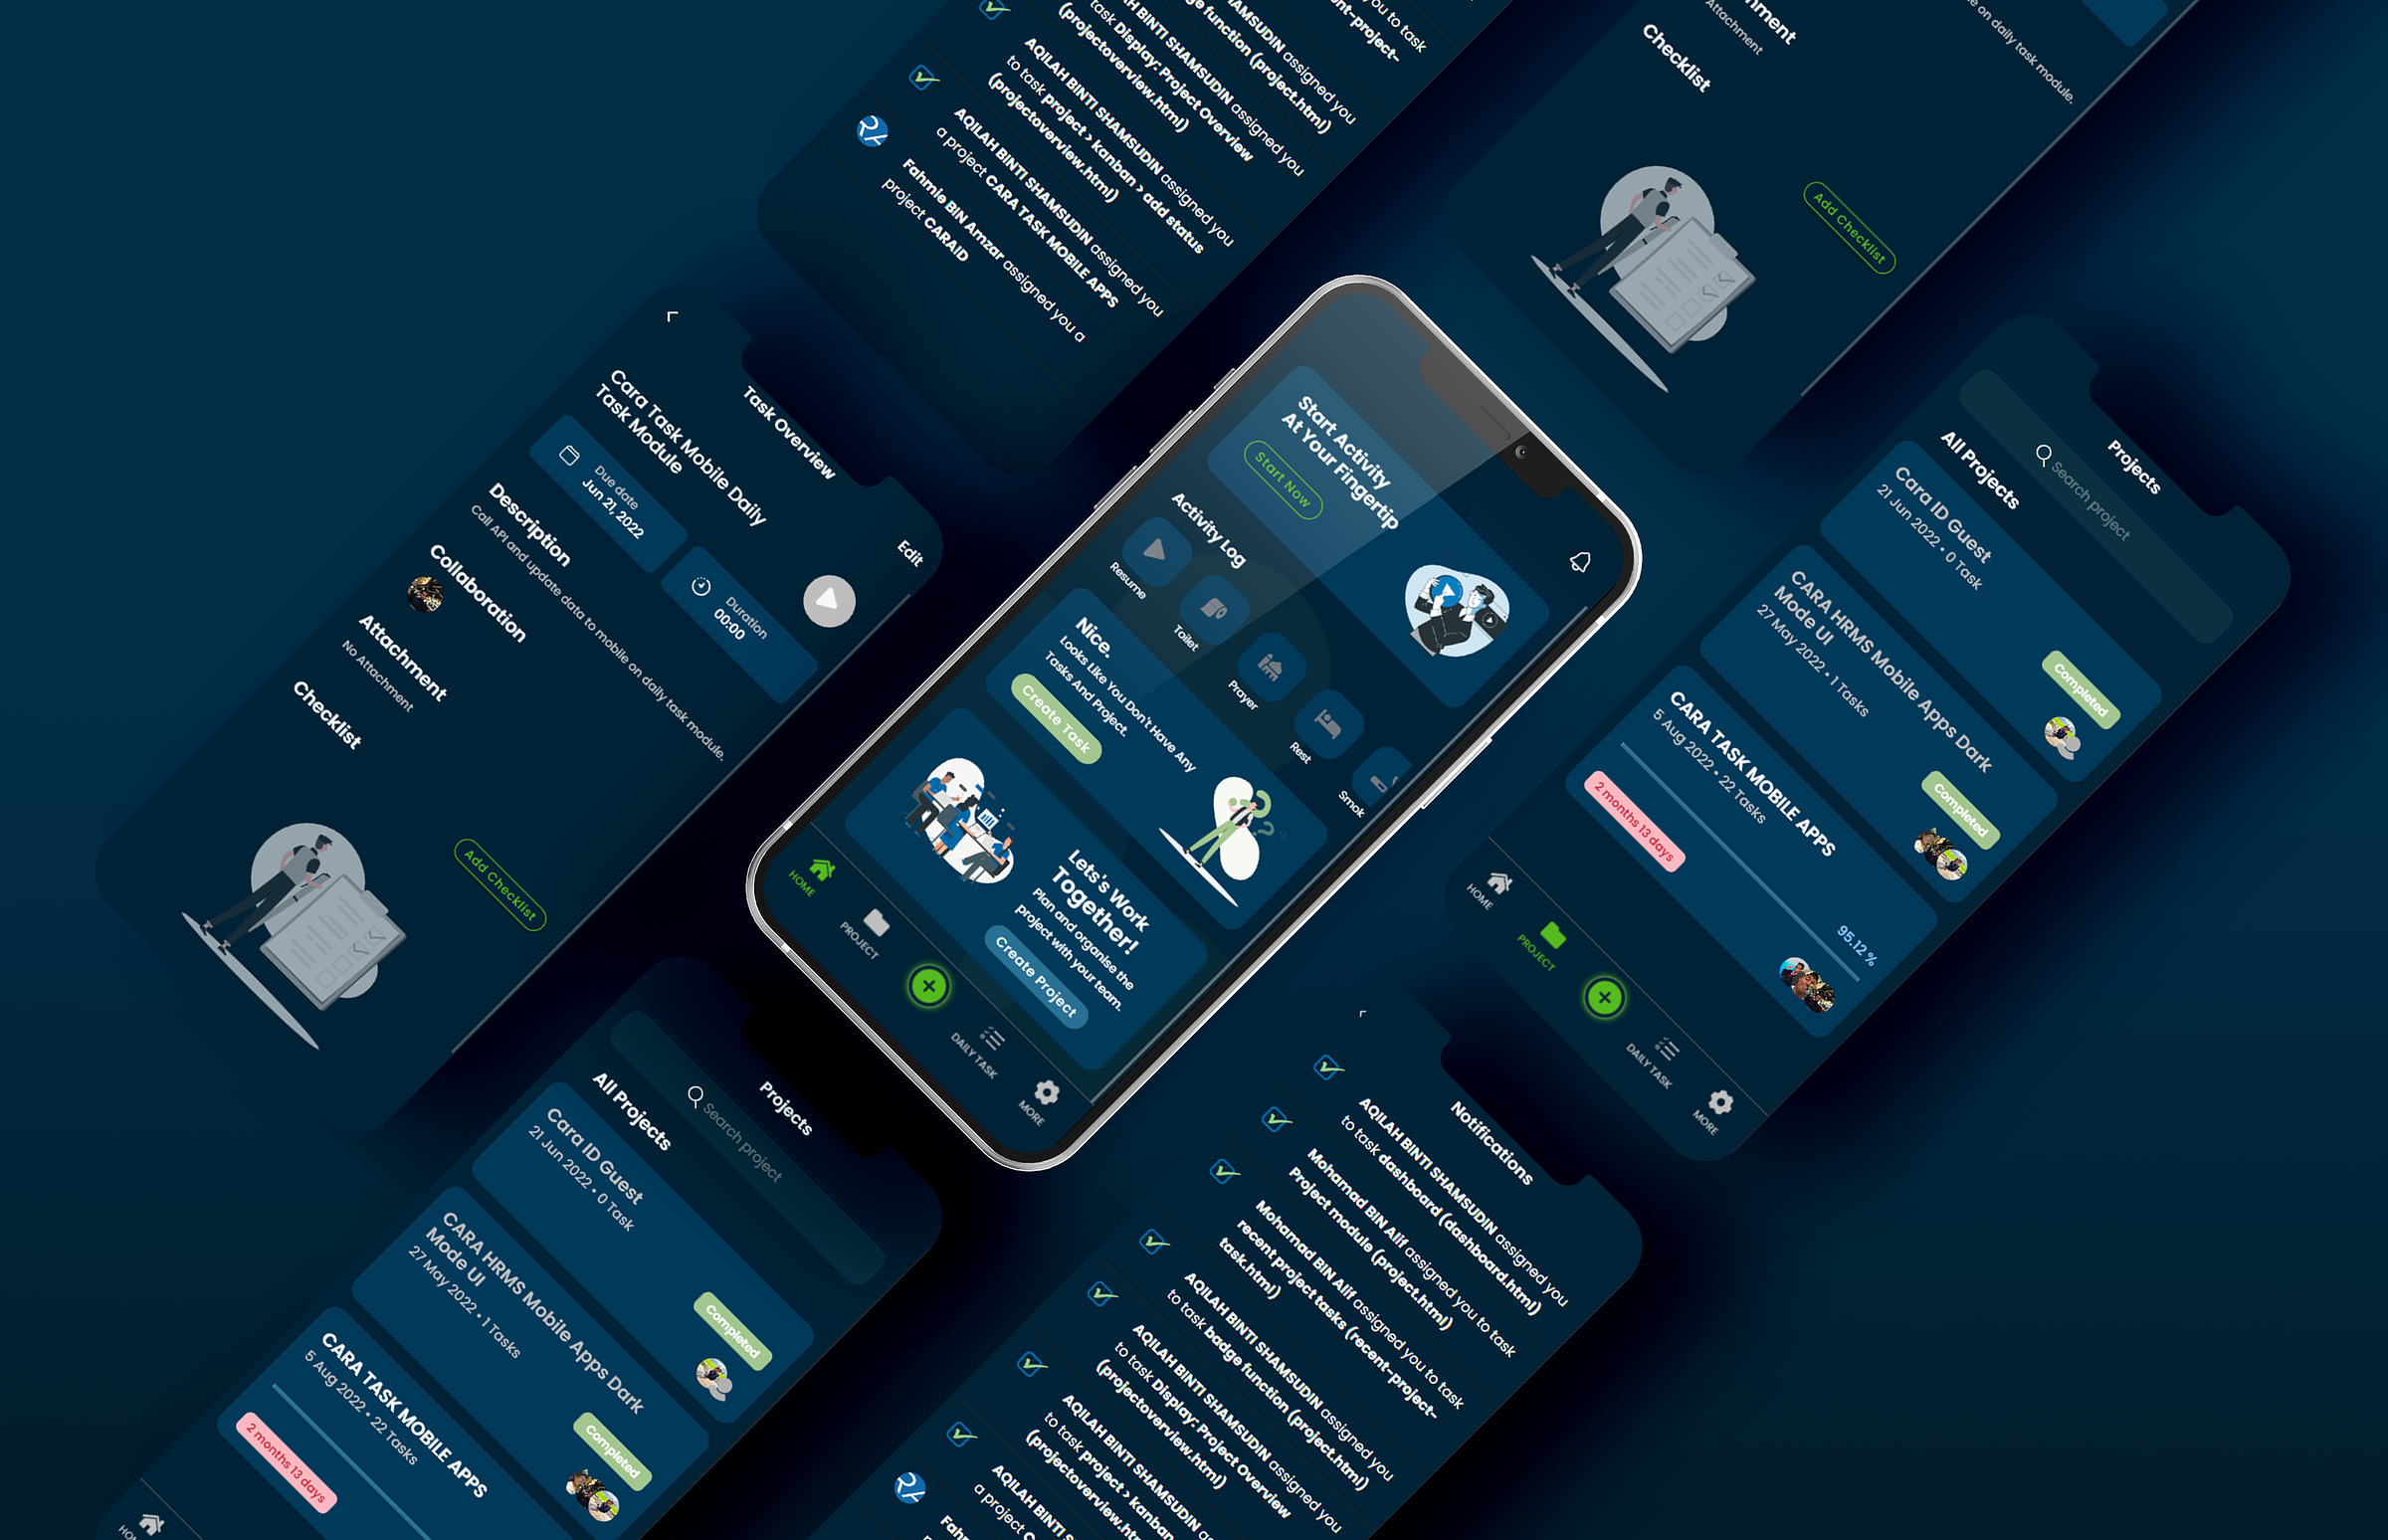 AH BINTI SHAMSUDIN assigned you
task Display: Project Overview
(projectoverview.html)
AQILAH BINTI SHAMSUDIN assigned you
to task project > kanban > add status
(projectoverview.html)
AQILAH BINTI SHAMSUDIN assigned you
a project CARA TASK MOBILE APPS
Fahmie BIN Amzar assigned you a
project CARAID
SHAMSUDIN assigned you
function (project.html)
you to task
recent-project-
Attachment
Checklist
Add Checklist
on daily task module.
Task Overview
Edit
Cara Task Mobile Daily
Task Module
Due date
Jun 21, 2022
Duration
00:00
Description
Call API and update data to mobile on daily task module.
Collaboration
Attachment
No Attachment
Checklist
Add Checklist
Start Activity
At Your Fingertip
Start Now
Activity Log
Resume
Toilet
Prayer
Rest
Smok
Nice.
Looks Like You Don't Have Any
Tasks And Project.
Create Task
Lets's Work
Together!
Plan and organise the
project with your team.
Create Project
HOME
PROJECT
DAILY TASK
MORE
Projects
Search project
All Projects
Cara ID Guest
21 Jun 2022 • 0 Task
Completed
CARA HRMS Mobile Apps Dark
Mode UI
27 May 2022 • 1 Tasks
Completed
CARA TASK MOBILE APPS
5 Aug 2022 • 22 Tasks
95.12%
2 months 13 days
HOME
PROJECT
DAILY TASK
MORE
Projects
Search project
All Projects
Cara ID Guest
21 Jun 2022 • 0 Task
Completed
CARA HRMS Mobile Apps Dark
Mode UI
27 May 2022 • 1 Tasks
Completed
CARA TASK MOBILE APPS
5 Aug 2022 • 22 Tasks
2 months 13 days
Notifications
AQILAH BINTI SHAMSUDIN assigned you
to task dashboard (dashboard.html)
Mohamad BIN Alif assigned you to task
Project module (project.html)
Mohamad BIN Alif assigned you to task
recent project tasks (recent-project-
task.html)
AQILAH BINTI SHAMSUDIN assigned you
to task badge function (project.html)
AQILAH BINTI SHAMSUDIN assigned you
to task Display: Project Overview
(projectoverview.html)
AQILAH BINTI SHAMSUDIN
to task project > kanban
AQILAH BINTI
a project